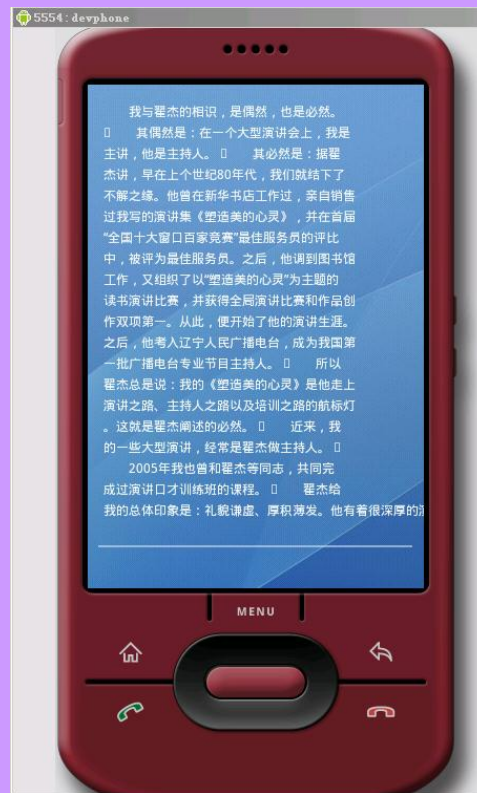 5554:devphone
我与翟杰的相识，是偶然，也是必然。
其偶然是：在一个大型演讲会上，我是
主讲，他是主持人。 其必然是：据翟
杰讲，早在上个世纪80年代，我们就结下了
不解之缘。他曾在新华书店工作过，亲自销售
过我写的演讲集《塑造美的心灵》，并在首届
“全国十大窗口百家竞赛”最佳服务员的评比
中，被评为最佳服务员。之后，他调到图书馆
工作，又组织了以“塑造美的心灵”为主题的
读书演讲比赛，并获得全局演讲比赛和作品创
作双项第一。从此，便开始了他的演讲生涯。
之后，他考入辽宁人民广播电台，成为我国第
一批广播电台专业节目主持人。 所以
翟杰总是说：我的《塑造美的心灵》是他走上
演讲之路、主持人之路以及培训之路的航标灯
。这就是翟杰阐述的必然。 近来，我
的一些大型演讲，经常是翟杰做主持人。
2005年我也曾和翟杰等同志，共同完
成过演讲口才训练班的课程。 翟杰给
我的总体印象是：礼貌谦虚、厚积薄发。他有着很深厚的
MENU